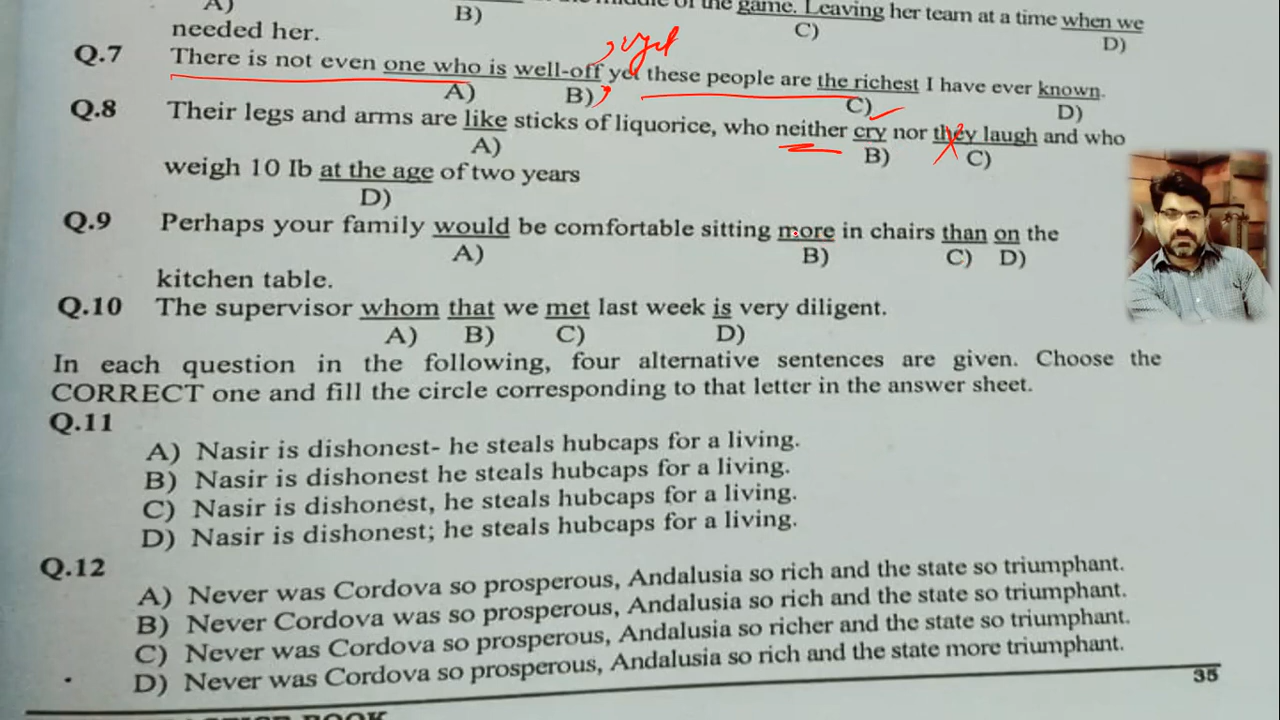 of the game. Leaving her team at a time when we
A) B) C) D)
needed her.
Q.7 There is not even one who is well-off yet these people are the richest I have ever known.
A) B) C) D)
Q.8 Their legs and arms are like sticks of liquorice, who neither cry nor they laugh and who
A) B) C)
weigh 10 Ib at the age of two years
D)
Q.9 Perhaps your family would be comfortable sitting more in chairs than on the
A) B) C) D)
kitchen table.
Q.10 The supervisor whom that we met last week is very diligent.
A) B) C) D)
In each question in the following, four alternative sentences are given. Choose the
CORRECT one and fill the circle corresponding to that letter in the answer sheet.
Q.11
A) Nasir is dishonest- he steals hubcaps for a living.
B) Nasir is dishonest he steals hubcaps for a living.
C) Nasir is dishonest, he steals hubcaps for a living.
D) Nasir is dishonest; he steals hubcaps for a living.
Q.12
A) Never was Cordova so prosperous, Andalusia so rich and the state so triumphant.
B) Never Cordova was so prosperous, Andalusia so rich and the state so triumphant.
C) Never was Cordova so prosperous, Andalusia so richer and the state so triumphant.
D) Never was Cordova so prosperous, Andalusia so rich and the state more triumphant.
35